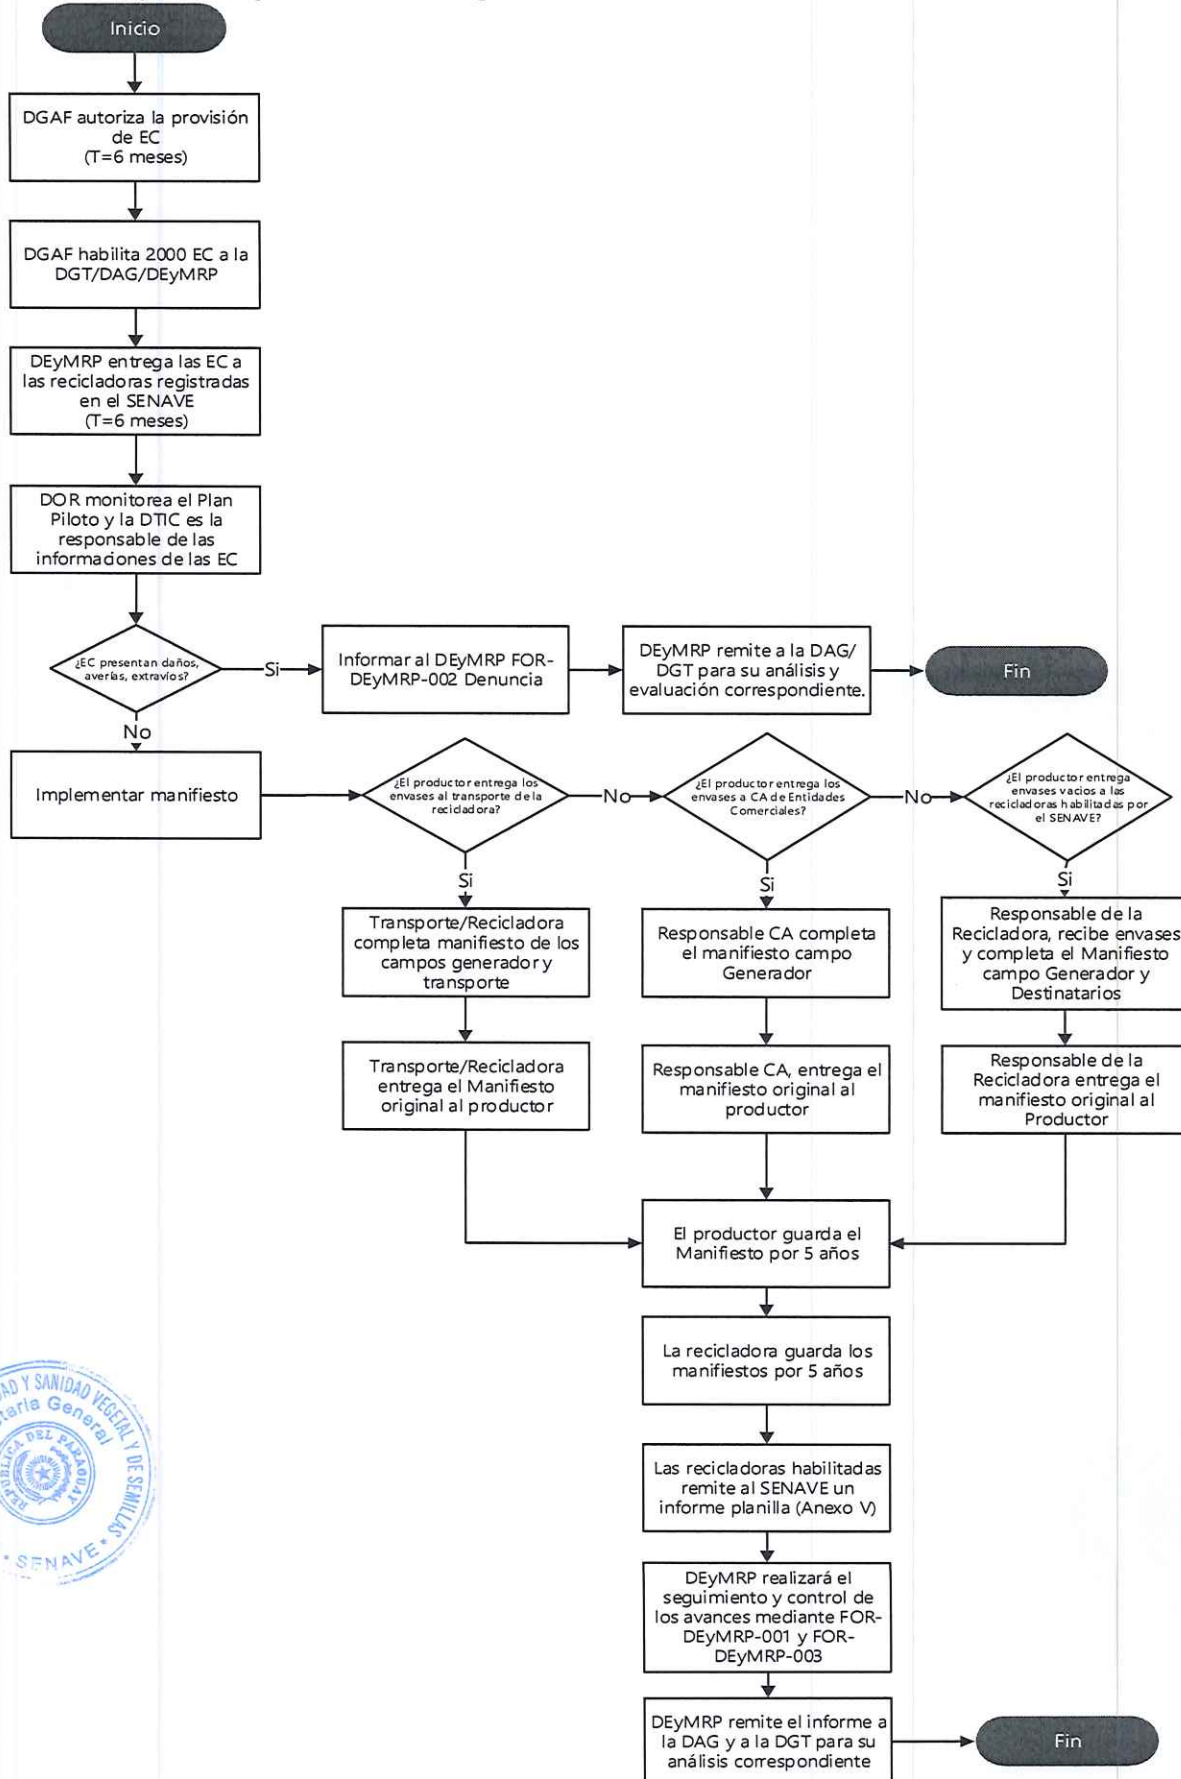 Inicio
DGAF autoriza la provisión
de EC
(T=6 meses)
DGAF habilita 2000 EC a la
DGT/DAG/DEyMRP
DEyMRP entrega las EC a
las recicladoras registradas
en el SENAVE
(T=6 meses)
DOR monitorea el Plan
Piloto y la DTIC es la
responsable de las
informaciones de las EC
¿EC presentan daños,
averías, extravíos?
Si
Informar al DEyMRP FOR-
DEyMRP-002 Denuncia
DEyMRP remite a la DAG/
DGT para su análisis y
evaluación correspondiente.
Fin
No
Implementar manifiesto
¿El productor entrega los
envases al transporte de la
recicladora?
No
¿El productor entrega los
envases a CA de Entidades
Comerciales?
No
¿El productor entrega
envases vacios a las
recicladoras habilitadas por
el SENAVE?
Si
Si
Si
Transporte/Recicladora
completa manifiesto de los
campos generador y
transporte
Responsable CA completa
el manifiesto campo
Generador
Responsable de la
Recicladora, recibe envases
y completa el Manifiesto
campo Generador y
Destinatarios
Transporte/Recicladora
entrega el Manifiesto
original al productor
Responsable CA, entrega el
manifiesto original al
productor
Responsable de la
Recicladora entrega el
manifiesto original al
Productor
El productor guarda el
Manifiesto por 5 años
La recicladora guarda los
manifiestos por 5 años
Las recicladoras habilitadas
remite al SENAVE un
informe planilla (Anexo V)
DEyMRP realizará el
seguimiento y control de
los avances mediante FOR-
DEyMRP-001 y FOR-
DEyMRP-003
DEyMRP remite el informe a
la DAG y a la DGT para su
análisis correspondiente
Fin
Y SANIDAD VEGETAL Y DE SEMILLAS
General
DEL PARAGUAY
SENAVE